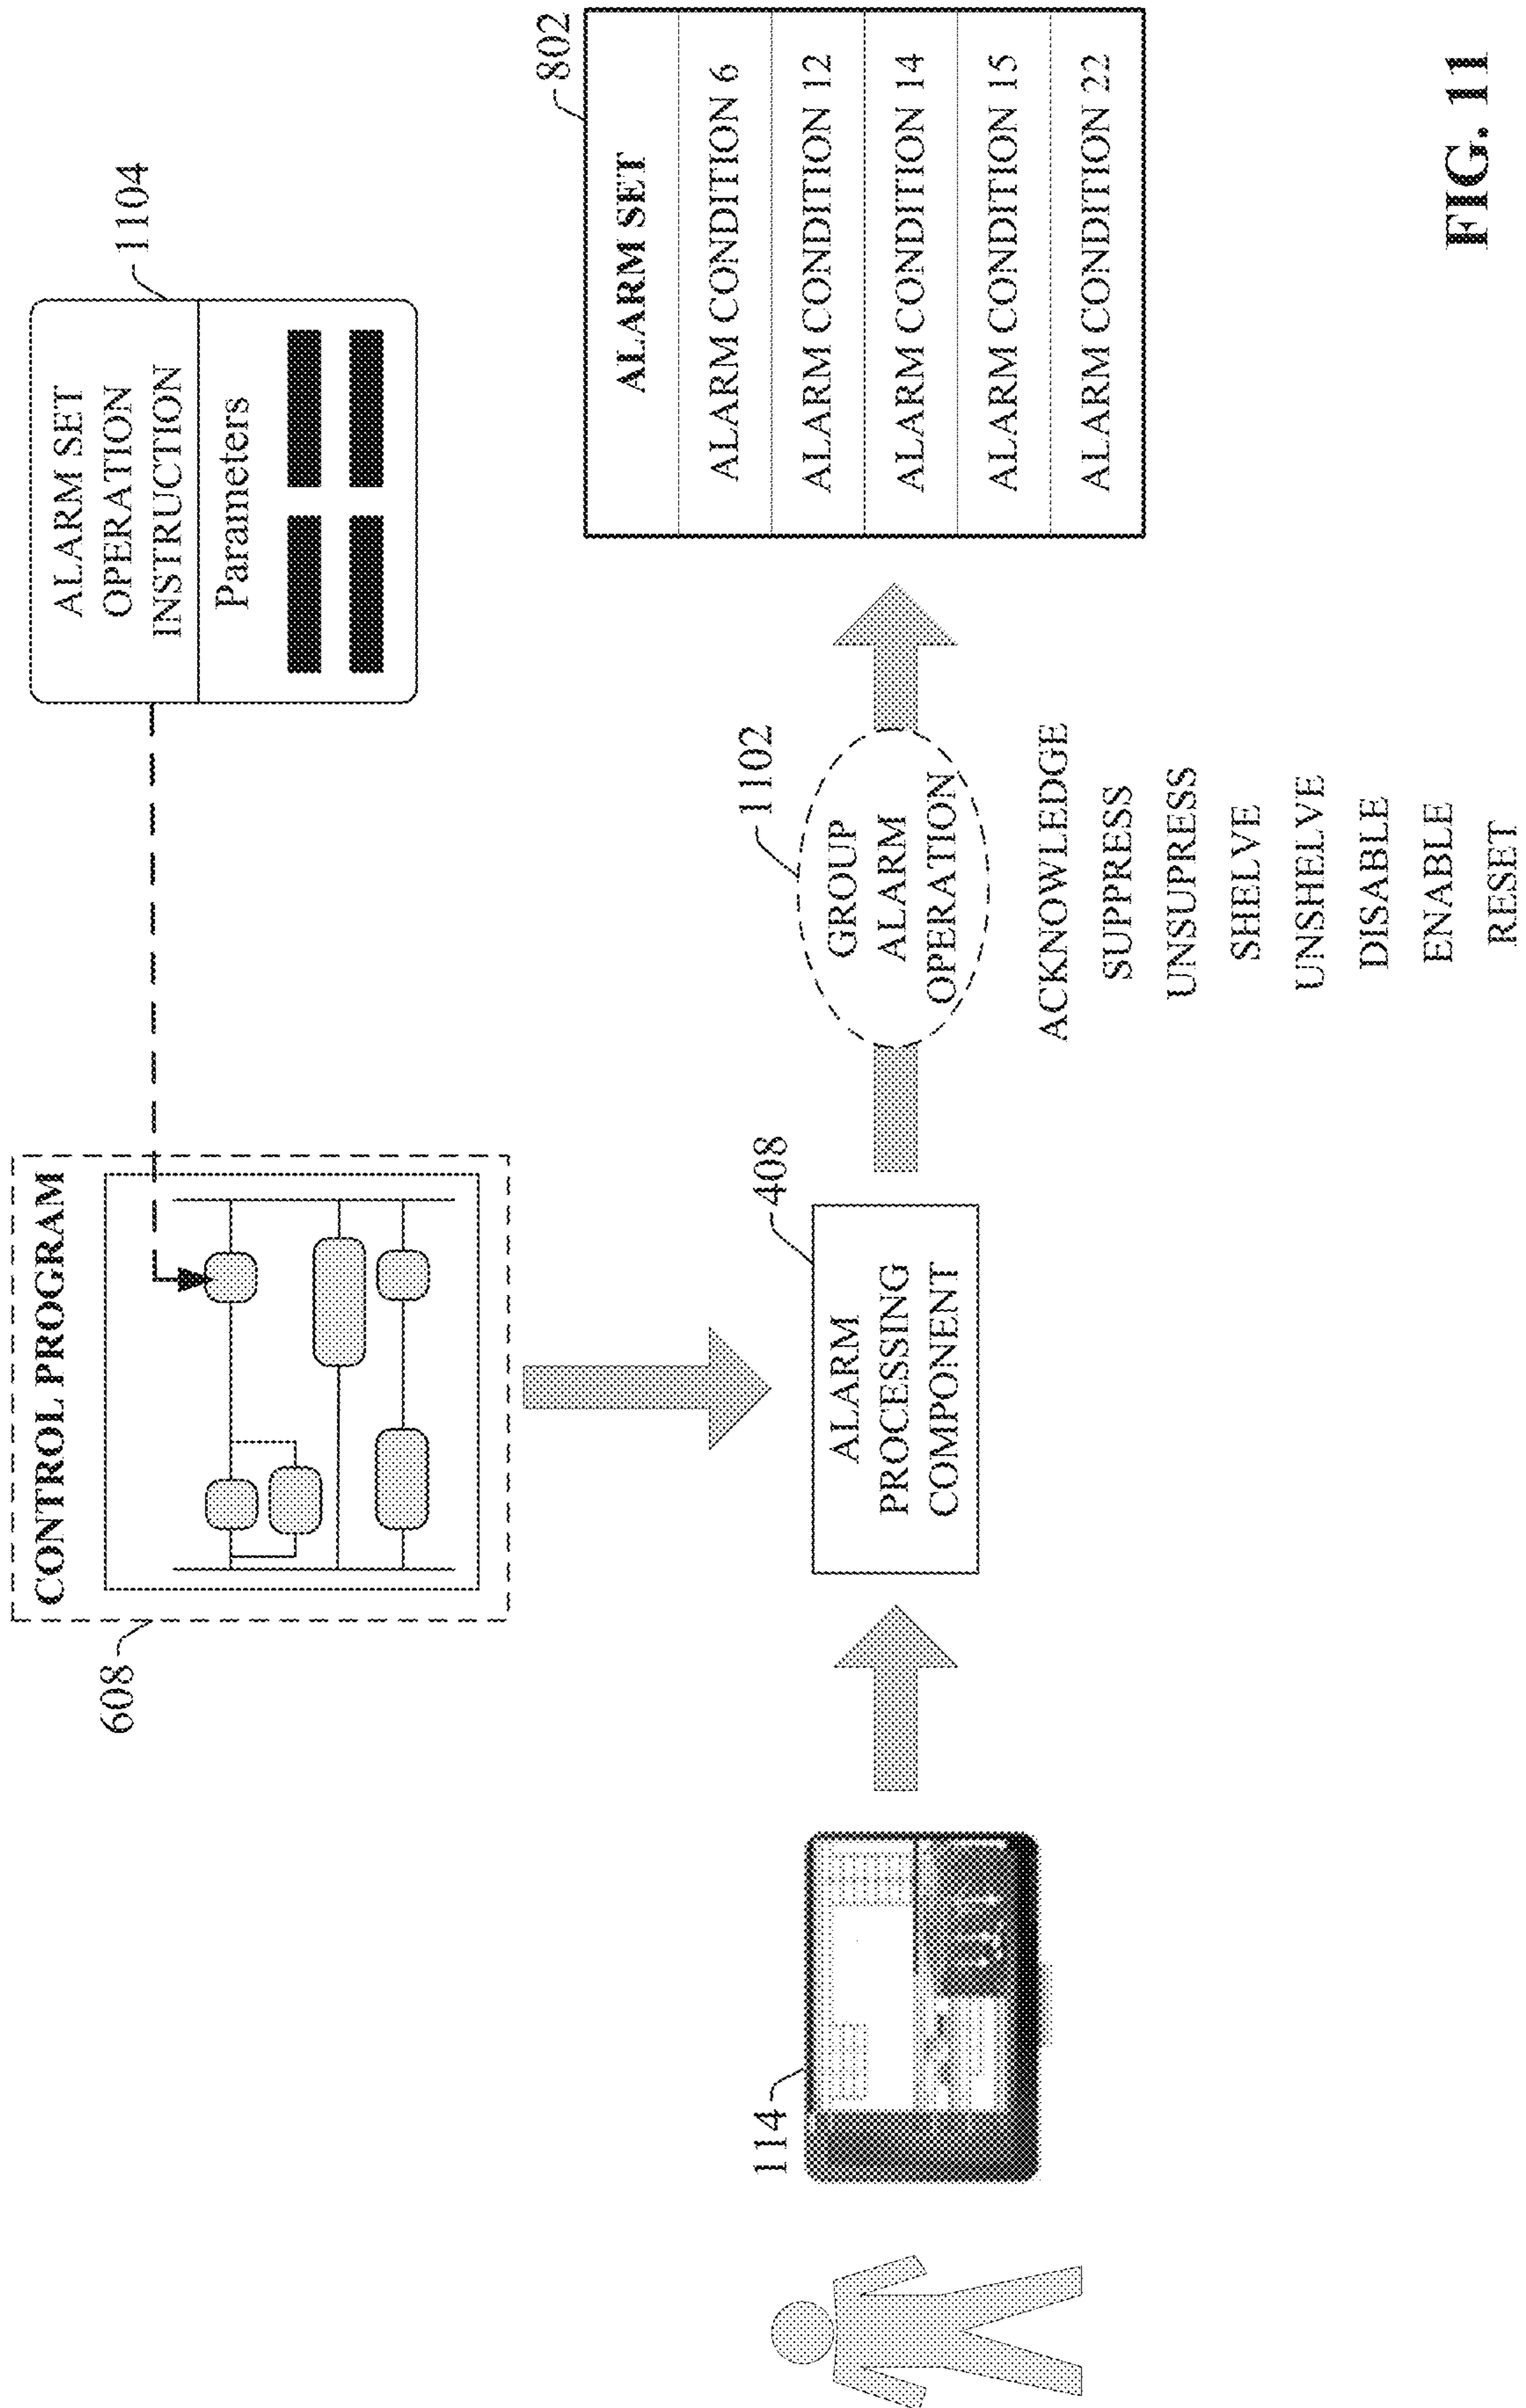 CONTROL PROGRAM
608
ALARM SET
OPERATION
INSTRUCTION
Parameters
1104
114
ALARM
PROCESSING
COMPONENT
408
GROUP
ALARM
OPERATION
1102
ACKNOWLEDGE
SUPPRESS
UNSUPRESS
SHELVE
UNSHELVE
DISABLE
ENABLE
RESET
802
ALARM SET
ALARM CONDITION 6
ALARM CONDITION 12
ALARM CONDITION 14
ALARM CONDITION 15
ALARM CONDITION 22
FIG. 11